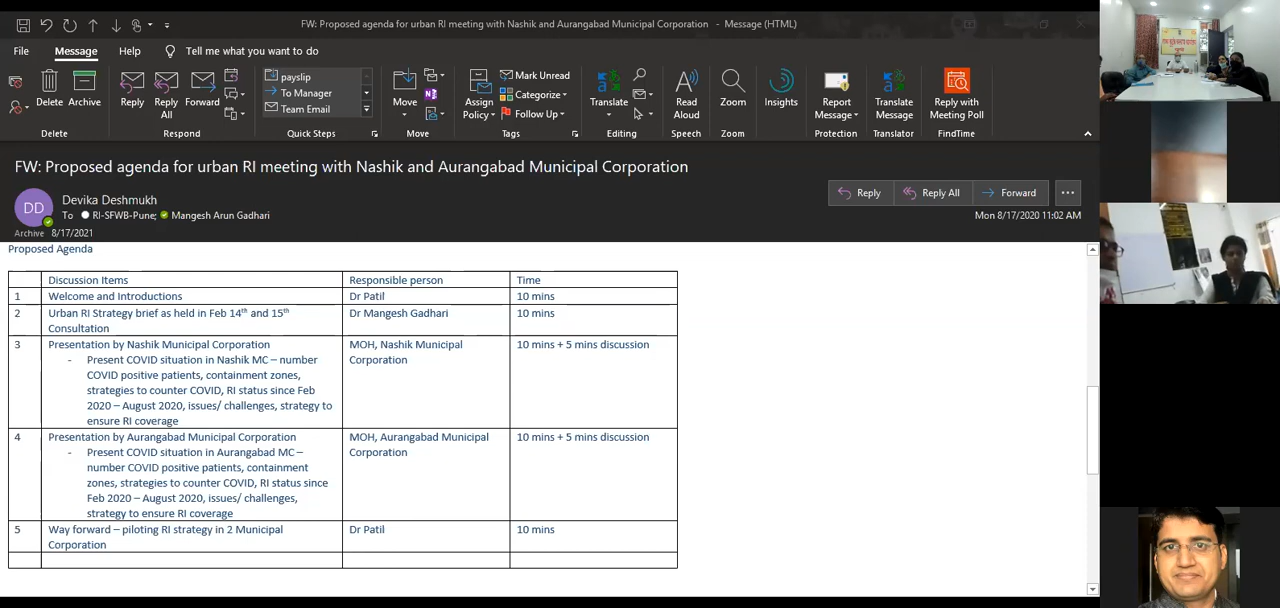 FW: Proposed agenda for urban RI meeting with Nashik and Aurangabad Municipal Corporation - Message (HTML)
File Message Help Tell me what you want to do
Delete Archive
Reply Reply All Forward
payslip
To Manager
Team Email
Move
Assign Policy
Mark Unread
Categorize
Follow Up
Translate
Read Aloud
Zoom
Insights
Report Message
Translate Message
Reply with Meeting Poll
Delete Respond Quick Steps Move Tags Editing Speech Zoom Protection Translator FindTime
FW: Proposed agenda for urban RI meeting with Nashik and Aurangabad Municipal Corporation
DD
Devika Deshmukh
To RI-SFWB-Pune; Mangesh Arun Gadhari
Reply Reply All Forward
Mon 8/17/2020 11:02 AM
Archive 8/17/2021
Proposed Agenda
Discussion Items Responsible person Time
1 Welcome and Introductions Dr Patil 10 mins
2 Urban RI Strategy brief as held in Feb 14th and 15th Dr Mangesh Gadhari 10 mins
Consultation
3 Presentation by Nashik Municipal Corporation MOH, Nashik Municipal 10 mins + 5 mins discussion
- Present COVID situation in Nashik MC – number Corporation
COVID positive patients, containment zones,
strategies to counter COVID, RI status since Feb
2020 – August 2020, issues/ challenges, strategy to
ensure RI coverage
4 Presentation by Aurangabad Municipal Corporation MOH, Aurangabad Municipal 10 mins + 5 mins discussion
- Present COVID situation in Aurangabad MC – Corporation
number COVID positive patients, containment
zones, strategies to counter COVID, RI status since
Feb 2020 – August 2020, issues/ challenges,
strategy to ensure RI coverage
5 Way forward – piloting RI strategy in 2 Municipal Dr Patil 10 mins
Corporation